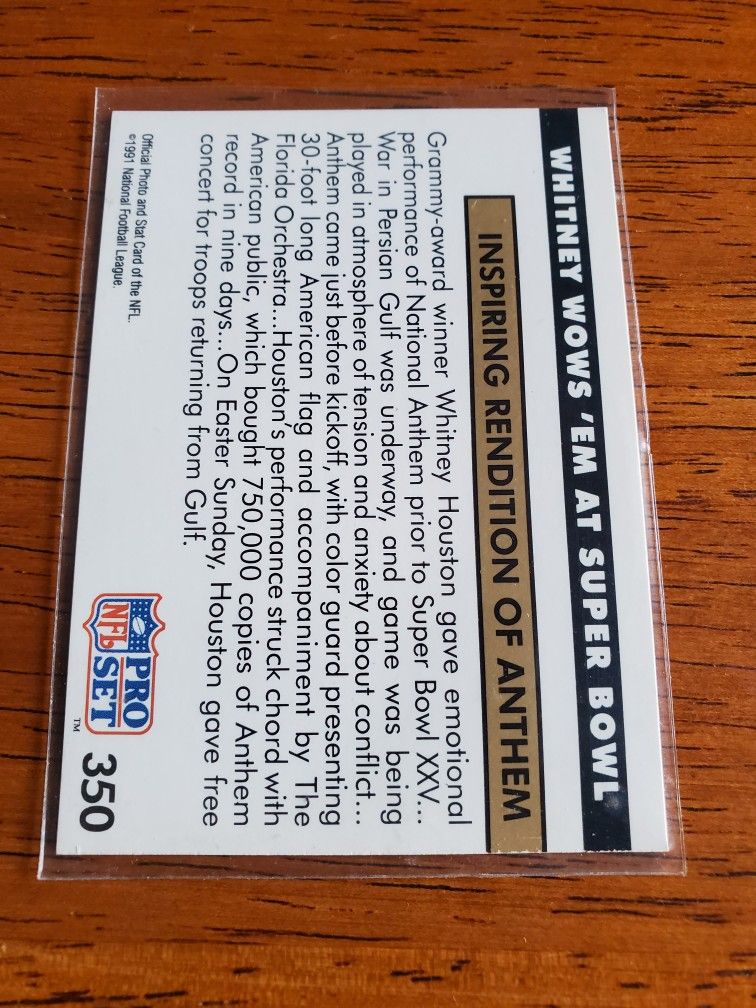 WHITNEY WOWS 'EM AT SUPER BOWL
INSPIRING RENDITION OF ANTHEM
Grammy-award winner Whitney Houston gave emotional
performance of National Anthem prior to Super Bowl XXV...
War in Persian Gulf was underway, and game was being
played in atmosphere of tension and anxiety about conflict...
Anthem came just before kickoff, with color guard presenting
30-foot long American flag and accompaniment by The
Florida Orchestra...Houston's performance struck chord with
American public, which bought 750,000 copies of Anthem
record in nine days...On Easter Sunday, Houston gave free
concert for troops returning from Gulf.
Official Photo and Stat Card of the NFL.
©1991 National Football League.
PRO
NFL SET
TM
350